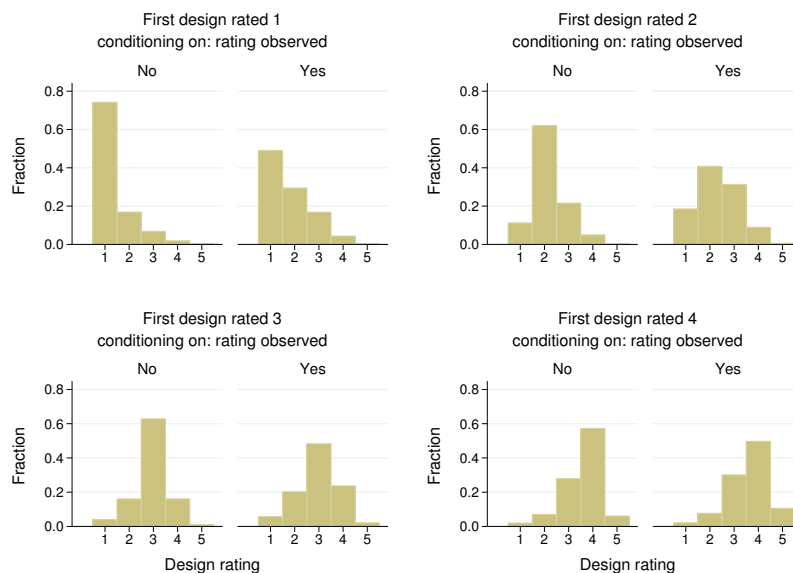 First design rated 1
conditioning on: rating observed
No Yes
Fraction
0.8
0.6
0.4
0.2
0.0
1 2 3 4 5 1 2 3 4 5
First design rated 2
conditioning on: rating observed
No Yes
Fraction
0.8
0.6
0.4
0.2
0.0
1 2 3 4 5 1 2 3 4 5
First design rated 3
conditioning on: rating observed
No Yes
Fraction
0.8
0.6
0.4
0.2
0.0
1 2 3 4 5 1 2 3 4 5
Design rating
First design rated 4
conditioning on: rating observed
No Yes
Fraction
0.8
0.6
0.4
0.2
0.0
1 2 3 4 5 1 2 3 4 5
Design rating